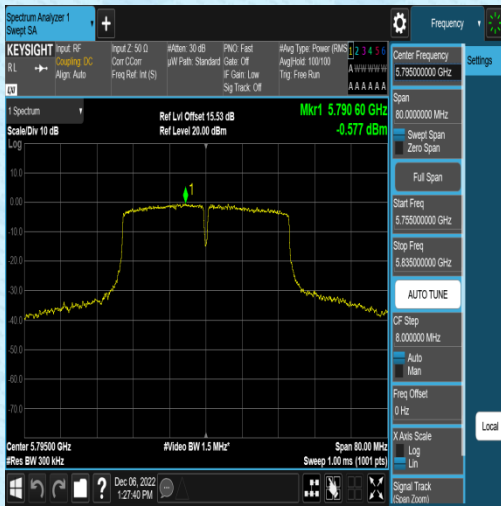 Spectrum Analyzer 1
Swept SA
Frequency
KEYSIGHT
Input: RF
Coupling: DC
Align: Auto
Input Z: 50 Ω
Corr CCorr
Freq Ref: Int (S)
#Atten: 30 dB
µW Path: Standard
PNO: Fast
Gate: Off
IF Gain: Low
Sig Track: Off
#Avg Type: Power (RMS
Avg|Hold: 100/100
Trig: Free Run
1 2 3 4 5 6
A W W W W W
A A A A A A
RL
LXI
1 Spectrum
Scale/Div 10 dB
Log
Ref Lvl Offset 15.53 dB
Ref Level 20.00 dBm
Mkr1 5.790 60 GHz
-0.577 dBm
1
10.0
0.00
-10.0
-20.0
-30.0
-40.0
-50.0
-60.0
-70.0
Center 5.79500 GHz
#Res BW 300 kHz
#Video BW 1.5 MHz*
Span 80.00 MHz
Sweep 1.00 ms (1001 pts)
?
Dec 06, 2022
1:27:40 PM
Center Frequency
5.795000000 GHz
Span
80.0000000 MHz
Swept Span
Zero Span
Full Span
Start Freq
5.755000000 GHz
Stop Freq
5.835000000 GHz
AUTO TUNE
CF Step
8.000000 MHz
Auto
Man
Freq Offset
0 Hz
X Axis Scale
Log
Lin
Signal Track
(Span Zoom)
Settings
Local